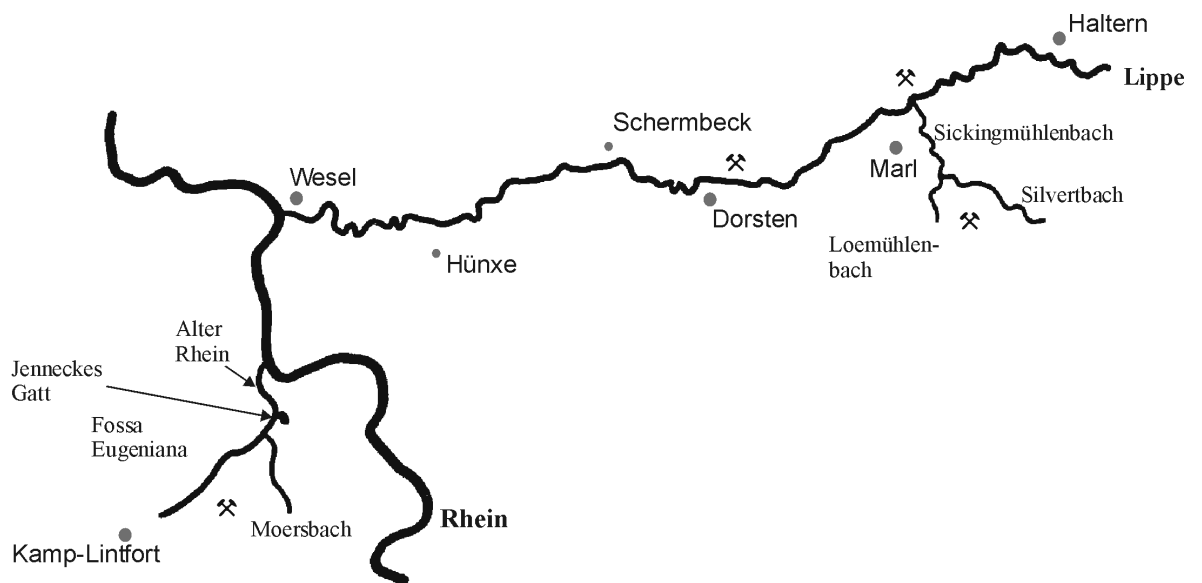 Haltern
Lippe
Schermbeck
Sickingmühlenbach
Marl
Wesel
Silvertbach
Dorsten
Loemühlen-
bach
Hünxe
Alter
Rhein
Jenneckes
Gatt
Fossa
Eugeniana
Rhein
Moersbach
Kamp-Lintfort